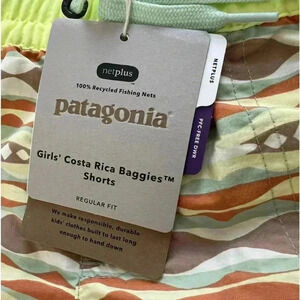 netplus
100% Recycled Fishing Nets
patagonia
Girls' Costa Rica Baggies™
Shorts
REGULAR FIT
We make responsible, durable
kids' clothes built to last long
enough to hand down
NETPLUS
PFC-FREE DWR